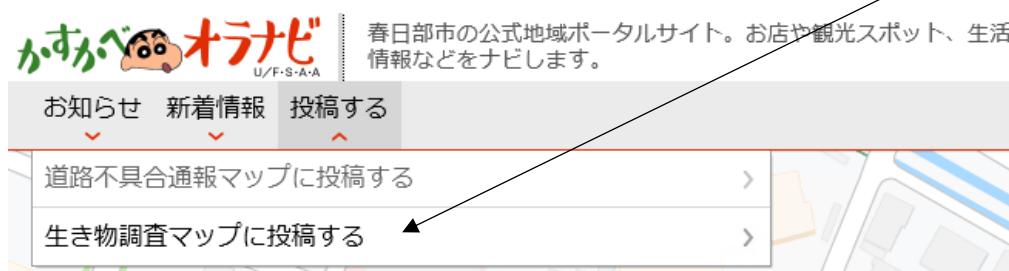 かすかべオラナビ
U/F・S・A・A
春日部市の公式地域ポータルサイト。お店や観光スポット、生活
情報などをナビします。
お知らせ 新着情報 投稿する
道路不具合通報マップに投稿する
生き物調査マップに投稿する